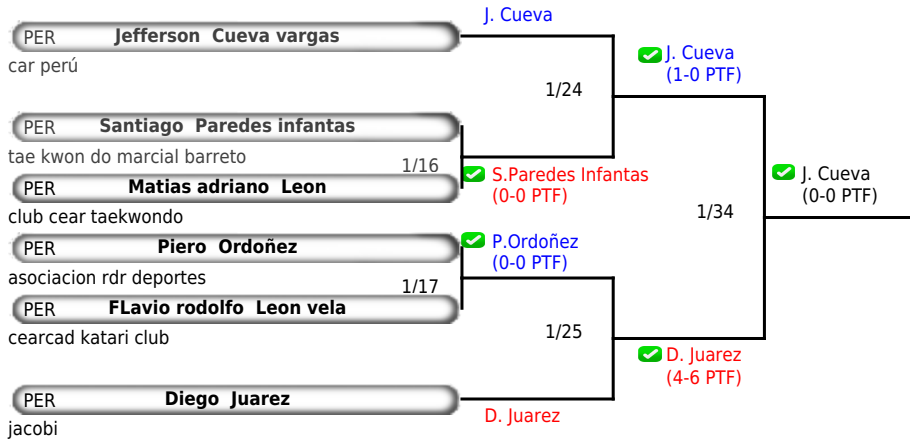 J. Cueva
PER Jefferson Cueva vargas
car perú
J. Cueva
(1-0 PTF)
1/24
PER Santiago Paredes infantas
tae kwon do marcial barreto
1/16
S.Paredes Infantas
(0-0 PTF)
PER Matias adriano Leon
club cear taekwondo
J. Cueva
(0-0 PTF)
1/34
PER Piero Ordoñez
asociacion rdr deportes
P.Ordoñez
(0-0 PTF)
1/17
PER FLavio rodolfo Leon vela
cearcad katari club
1/25
D. Juarez
(4-6 PTF)
PER Diego Juarez
jacobi
D. Juarez